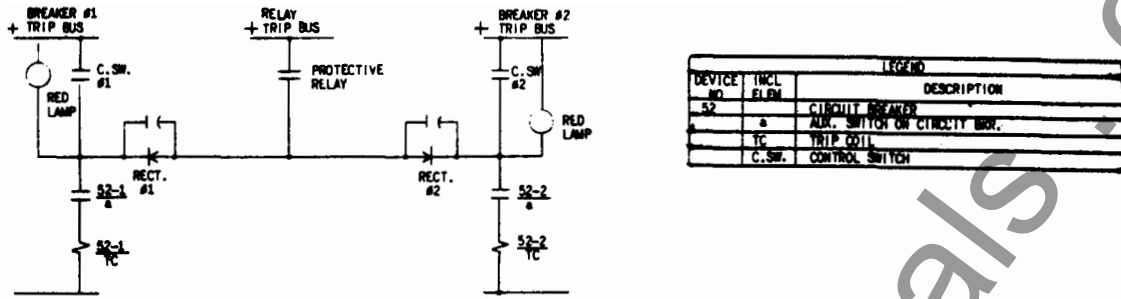 BREAKER #1
+ TRIP BUS
RELAY
+ TRIP BUS
BREAKER #2
+ TRIP BUS
C.SW.
#1
RED
LAMP
PROTECTIVE
RELAY
C.SW
#2
RED
LAMP
RECT.
#1
RECT.
#2
52-1
a
52-1
TC
52-2
a
52-2
TC
LEGEND
DEVICE NO INCL ELEM DESCRIPTION
52 CIRCUIT BREAKER
a AUX. SWITCH ON CIRCUIT BKR.
TC TRIP COIL
C.SW. CONTROL SWITCH
als.